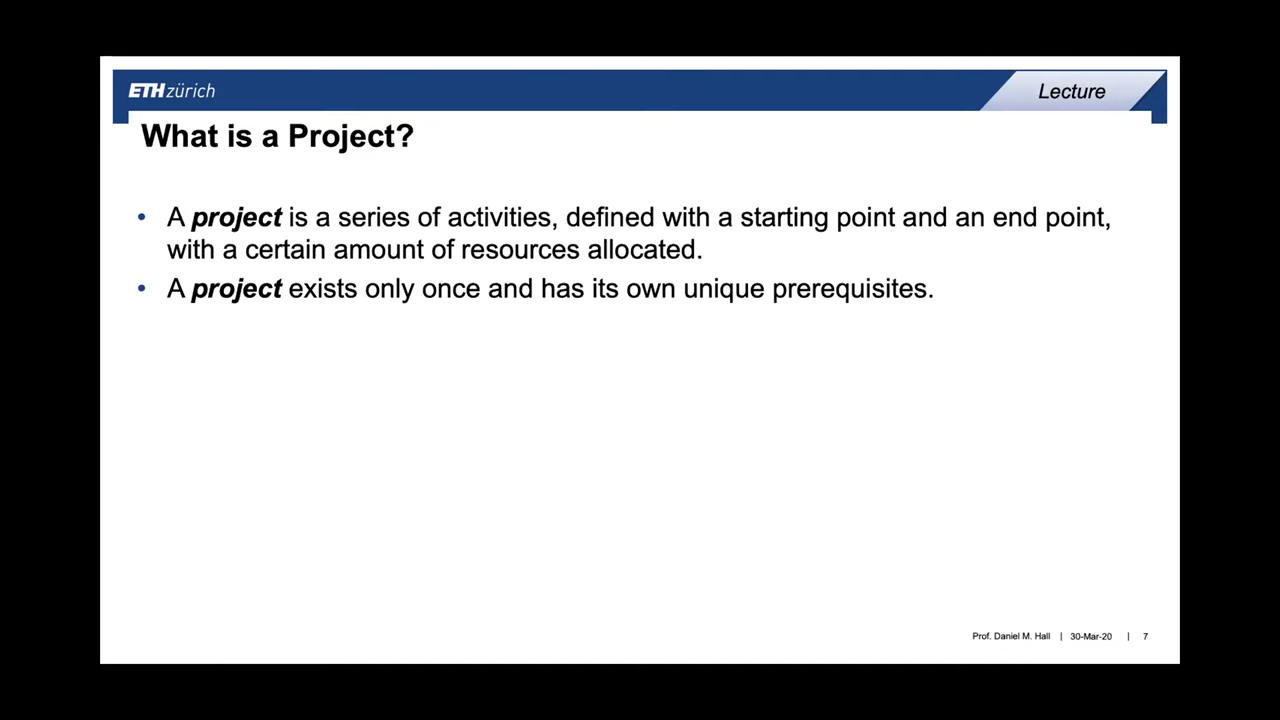 ETH zürich
Lecture
What is a Project?
• A project is a series of activities, defined with a starting point and an end point,
with a certain amount of resources allocated.
• A project exists only once and has its own unique prerequisites.
Prof. Daniel M. Hall | 30-Mar-20 | 7